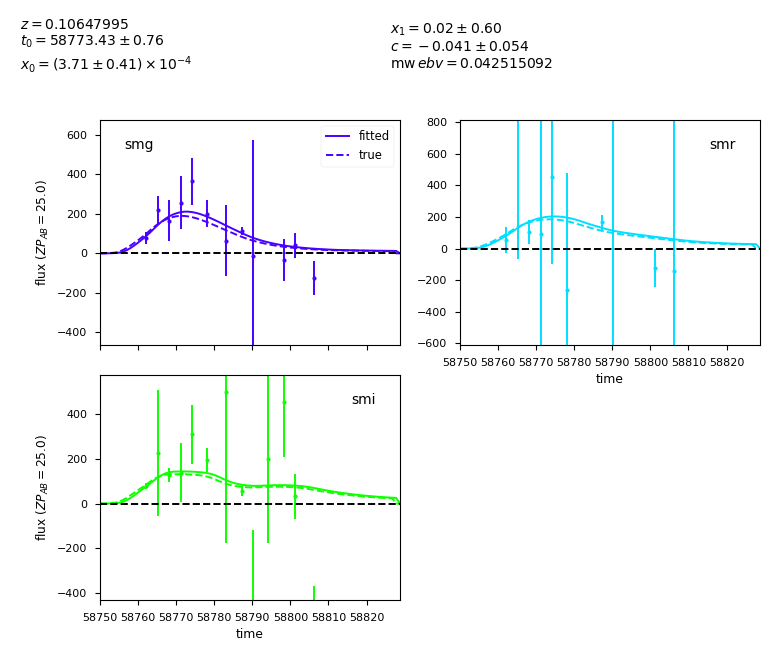 z = 0.10647995
t0 = 58773.43 ± 0.76
x0 = (3.71 ± 0.41) × 10^−4
x1 = 0.02 ± 0.60
c = −0.041 ± 0.054
mw ebv = 0.042515092
smg
fitted
true
600
400
200
0
−200
−400
flux (ZP_AB = 25.0)
smr
800
600
400
200
0
−200
−400
−600
58750 58760 58770 58780 58790 58800 58810 58820
time
smi
400
200
0
−200
−400
flux (ZP_AB = 25.0)
58750 58760 58770 58780 58790 58800 58810 58820
time